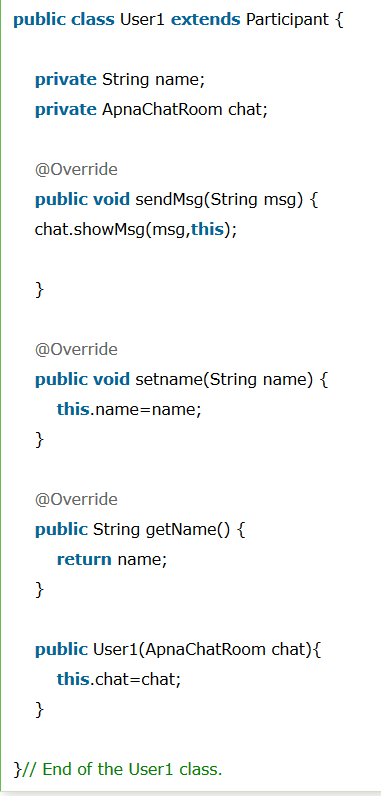 public class User1 extends Participant {
private String name;
private ApnaChatRoom chat;
@Override
public void sendMsg(String msg) {
chat.showMsg(msg,this);
}
@Override
public void setname(String name) {
this.name=name;
}
@Override
public String getName() {
return name;
}
public User1(ApnaChatRoom chat){
this.chat=chat;
}
}// End of the User1 class.